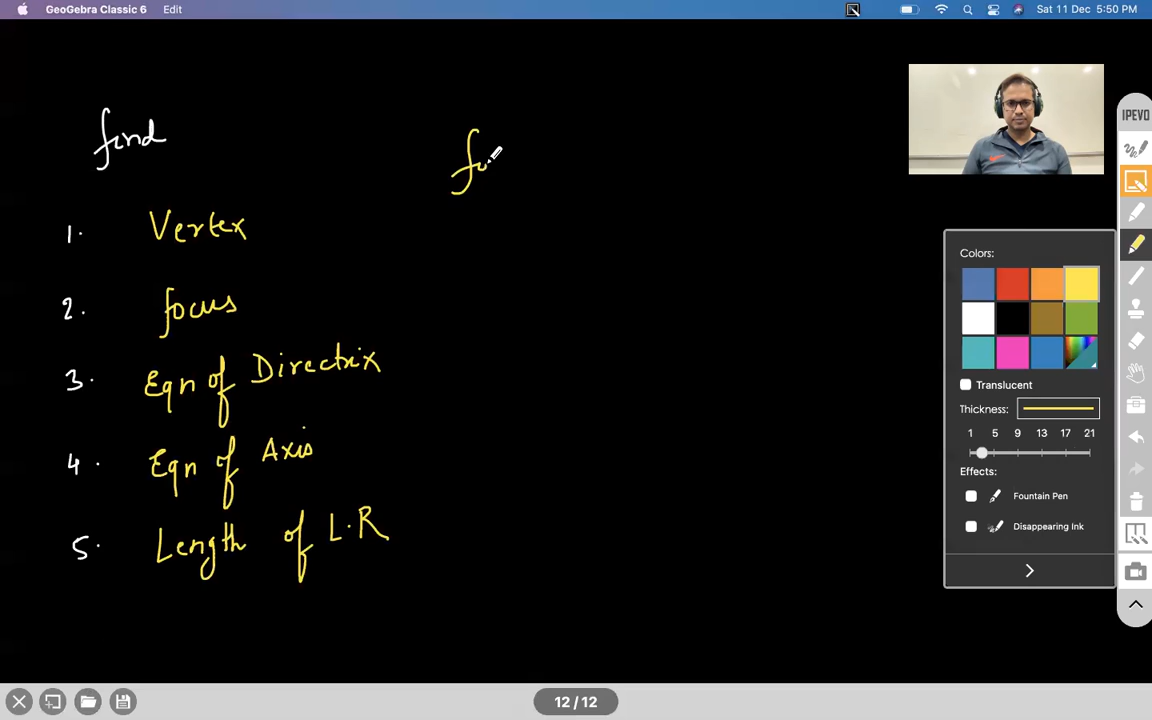 GeoGebra Classic 6 Edit Sat 11 Dec 5:50 PM
find
1. Vertex
2. focus
3. Eqn of Directrix
4. Eqn of Axis
5. Length of L.R
IPEVO
Colors:
Translucent
Thickness:
1 5 9 13 17 21
Effects:
Fountain Pen
Disappearing Ink
12 / 12